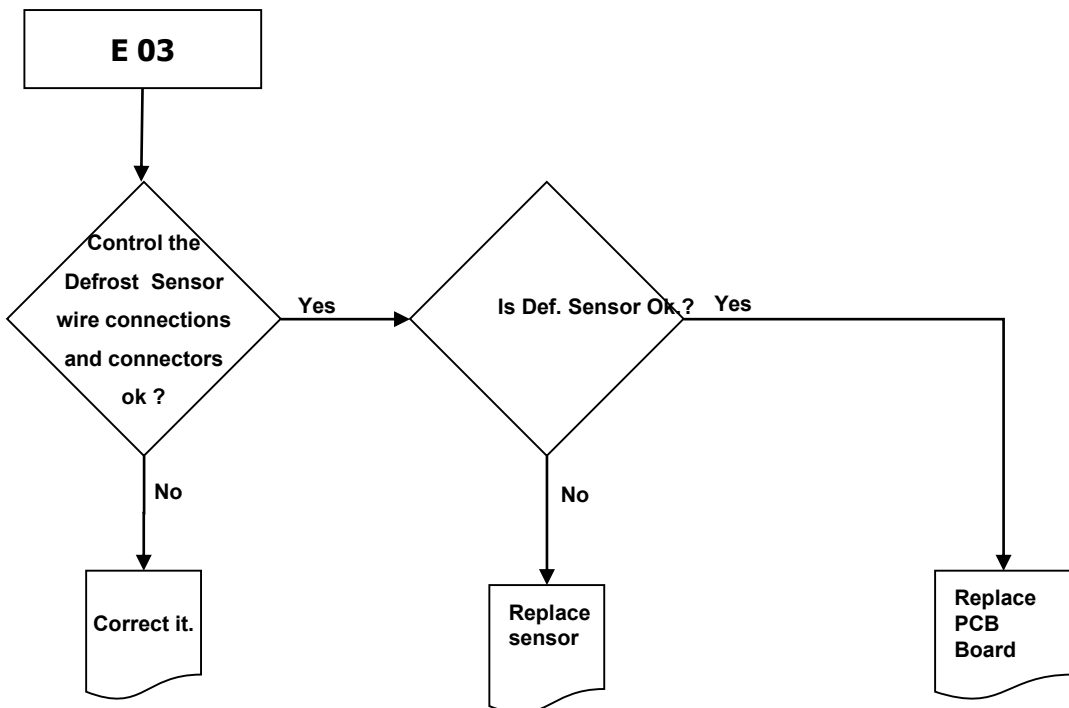 E 03
Control the
Defrost Sensor
wire connections
and connectors
ok ?
Yes
Is Def. Sensor Ok.?
Yes
No
No
Correct it.
Replace
sensor
Replace
PCB
Board